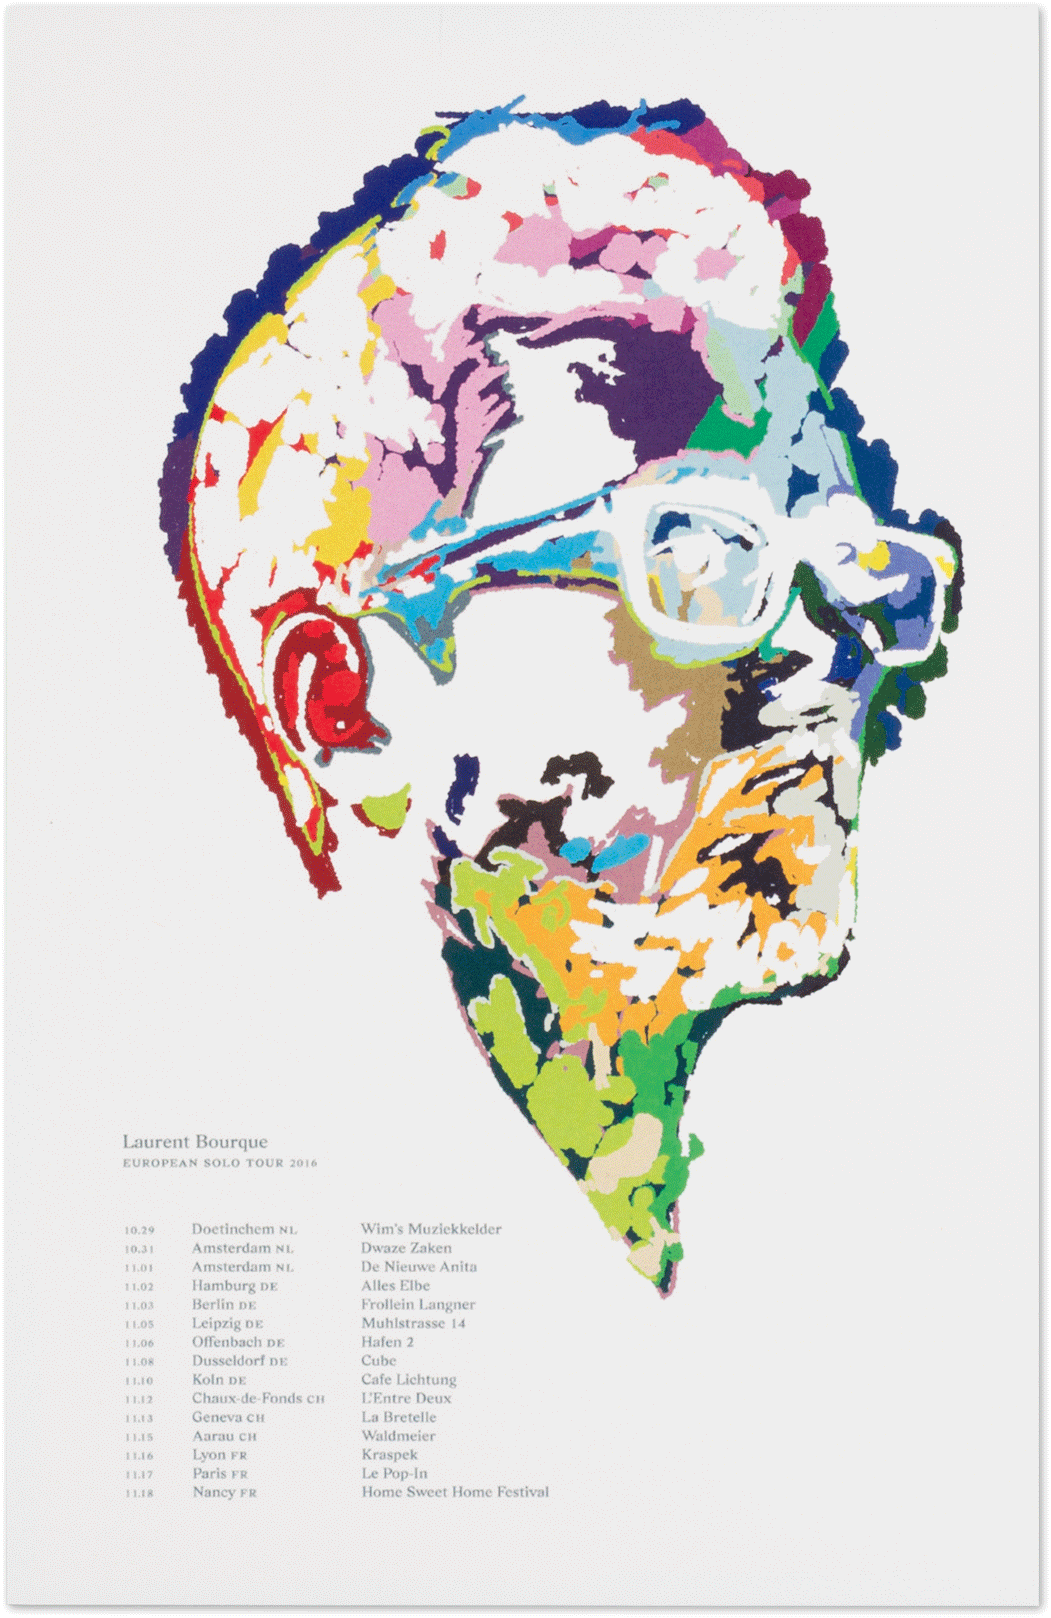 Laurent Bourque
EUROPEAN SOLO TOUR 2016
10.29 Doetinchem NL Wim's Muziekkelder
10.31 Amsterdam NL Dwaze Zaken
11.01 Amsterdam NL De Nieuwe Anita
11.02 Hamburg DE Alles Elbe
11.03 Berlin DE Frollein Langner
11.05 Leipzig DE Muhlstrasse 14
11.06 Offenbach DE Hafen 2
11.08 Dusseldorf DE Cube
11.10 Koln DE Cafe Lichtung
11.12 Chaux-de-Fonds CH L'Entre Deux
11.13 Geneva CH La Bretelle
11.15 Aarau CH Waldmeier
11.16 Lyon FR Kraspek
11.17 Paris FR Le Pop-In
11.18 Nancy FR Home Sweet Home Festival